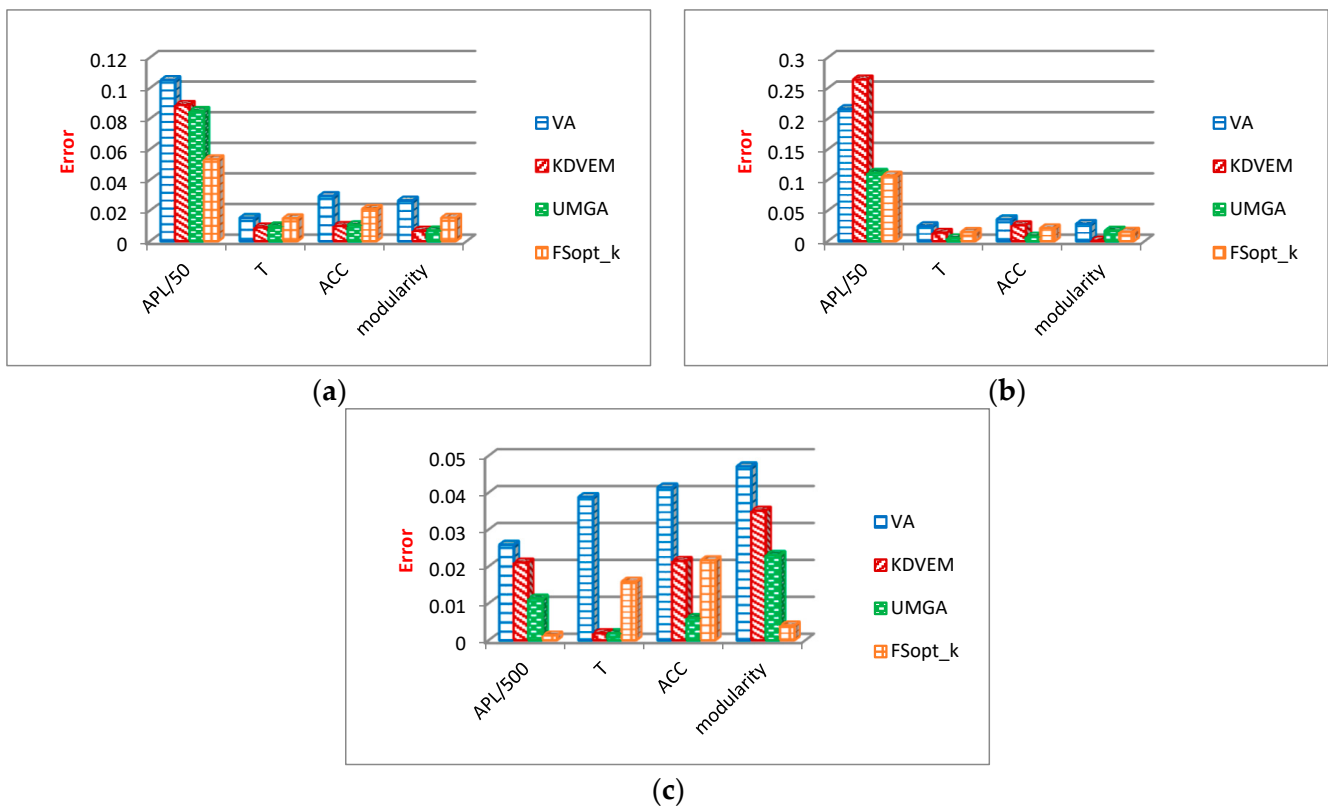 0.12
0.1
0.08
0.06
0.04
0.02
0
Error
APL/50
T
ACC
modularity
VA
KDVEM
UMGA
FSopt_k
(a)
0.3
0.25
0.2
0.15
0.1
0.05
0
Error
APL/50
T
ACC
modularity
VA
KDVEM
UMGA
FSopt_k
(b)
0.05
0.04
0.03
0.02
0.01
0
Error
APL/500
T
ACC
modularity
VA
KDVEM
UMGA
FSopt_k
(c)